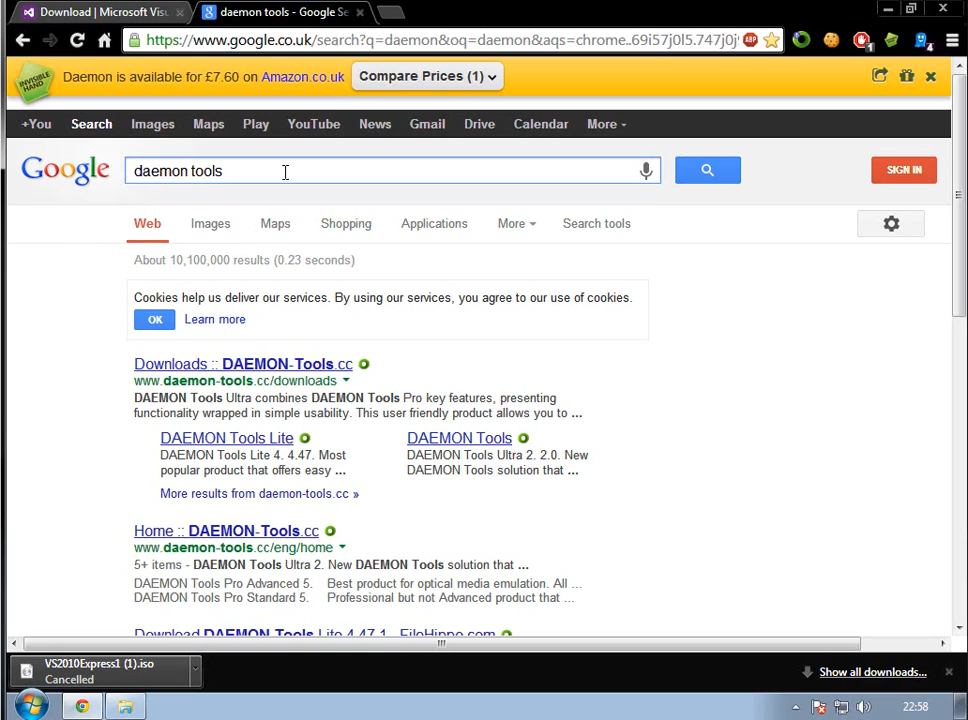 Download | Microsoft Visu
daemon tools - Google Se
https://www.google.co.uk/search?q=daemon&oq=daemon&aqs=chrome..69i57j0l5.747j0j
ABP
1
4
INVISIBLE HAND
Daemon is available for £7.60 on Amazon.co.uk
Compare Prices (1)
+You Search Images Maps Play YouTube News Gmail Drive Calendar More
Google
daemon tools
SIGN IN
Web Images Maps Shopping Applications More Search tools
About 10,100,000 results (0.23 seconds)
Cookies help us deliver our services. By using our services, you agree to our use of cookies.
OK Learn more
Downloads :: DAEMON-Tools.cc
www.daemon-tools.cc/downloads
DAEMON Tools Ultra combines DAEMON Tools Pro key features, presenting
functionality wrapped in simple usability. This user friendly product allows you to ...
DAEMON Tools Lite
DAEMON Tools Lite 4. 4.47. Most
popular product that offers easy ...
DAEMON Tools
DAEMON Tools Ultra 2. 2.0. New
DAEMON Tools solution that ...
More results from daemon-tools.cc »
Home :: DAEMON-Tools.cc
www.daemon-tools.cc/eng/home
5+ items - DAEMON Tools Ultra 2. New DAEMON Tools solution that ...
DAEMON Tools Pro Advanced 5. Best product for optical media emulation. All ...
DAEMON Tools Pro Standard 5. Professional but not Advanced product that ...
Download DAEMON Tools Lite 4.47.1 - FileHippo.com
VS2010Express1 (1).iso
Cancelled
Show all downloads...
22:58